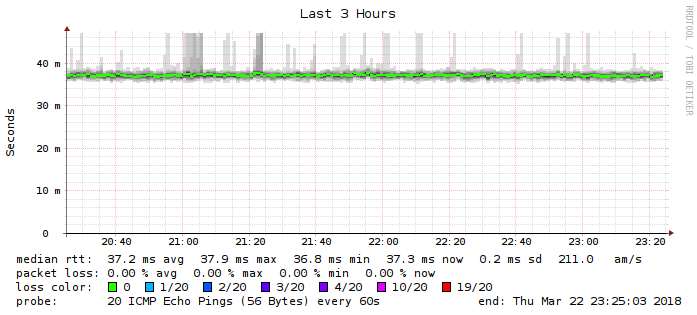 Last 3 Hours
RRDTOOL / TOBI OETIKER
Seconds
40 m
30 m
20 m
10 m
0
20:40 21:00 21:20 21:40 22:00 22:20 22:40 23:00 23:20
median rtt: 37.2 ms avg 37.9 ms max 36.8 ms min 37.3 ms now 0.2 ms sd 211.0 am/s
packet loss: 0.00 % avg 0.00 % max 0.00 % min 0.00 % now
loss color: 0 1/20 2/20 3/20 4/20 10/20 19/20
probe: 20 ICMP Echo Pings (56 Bytes) every 60s end: Thu Mar 22 23:25:03 2018